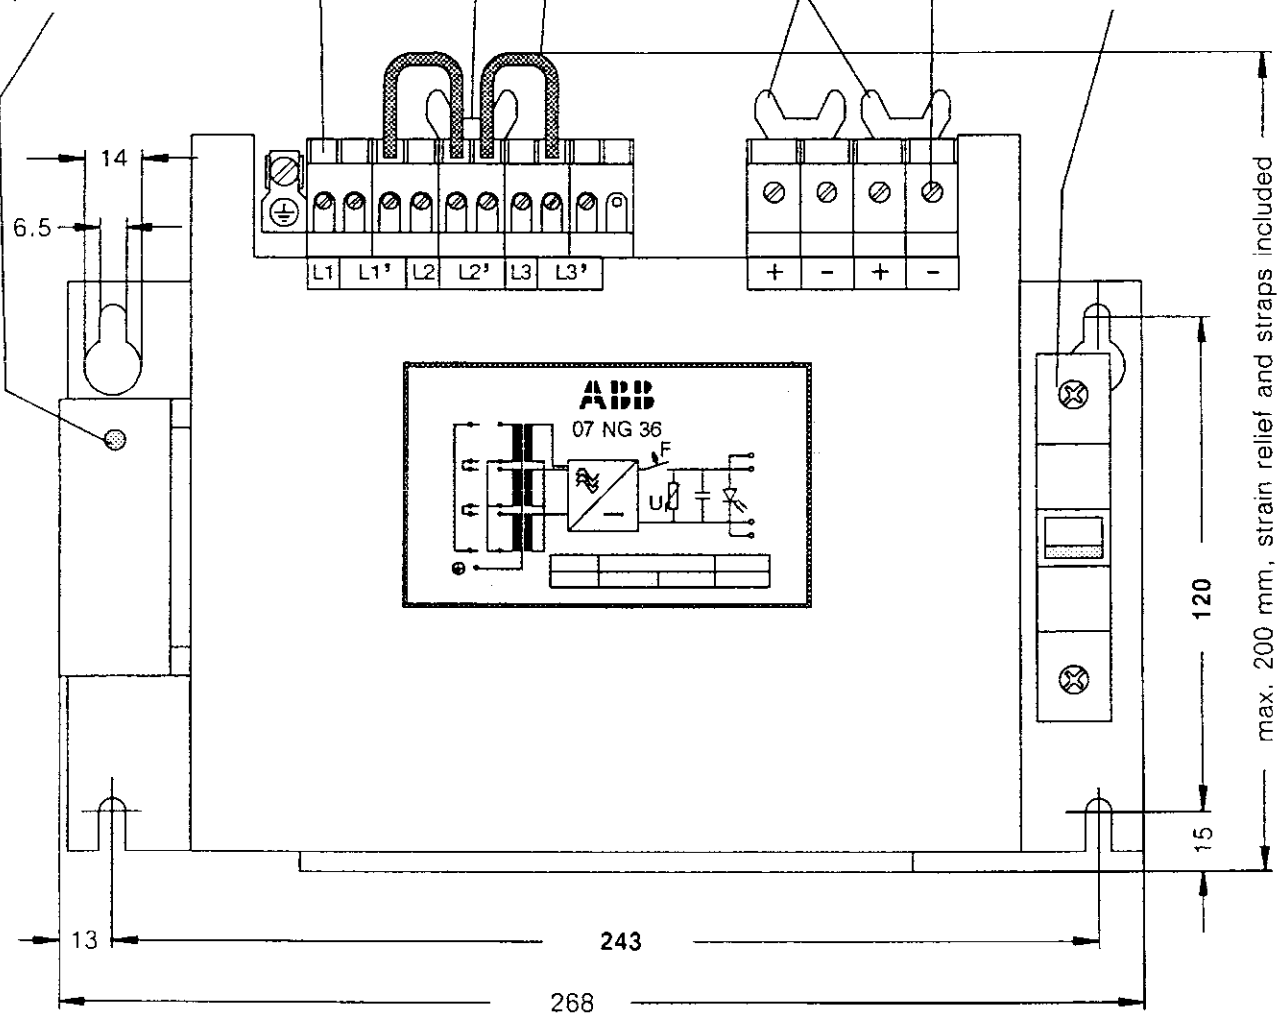 14
6.5
L1 L1' L2 L2' L3 L3'
+ - + -
ABB
07 NG 36
F
U
120
15
max. 200 mm, strain relief and straps included
13
243
268